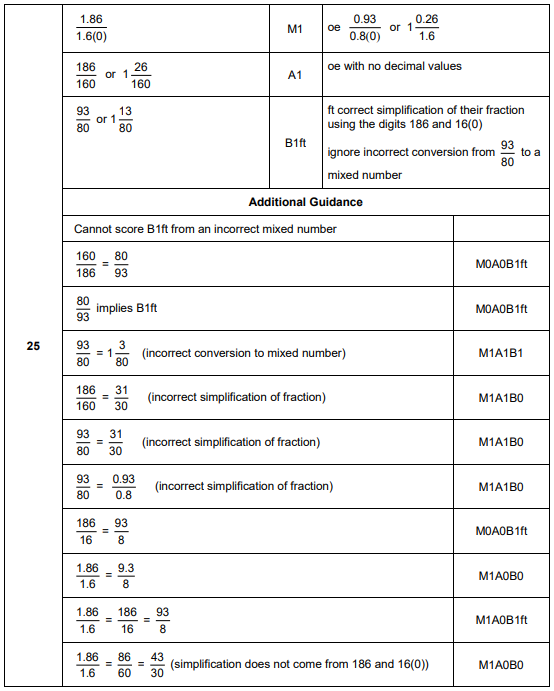 1.86/1.6(0) M1 oe 0.93/0.8(0) or 1 0.26/1.6
186/160 or 1 26/160 A1 oe with no decimal values
93/80 or 1 13/80 B1ft ft correct simplification of their fraction
using the digits 186 and 16(0)
ignore incorrect conversion from 93/80 to a
mixed number
Additional Guidance
Cannot score B1ft from an incorrect mixed number
160/186 = 80/93 M0A0B1ft
80/93 implies B1ft M0A0B1ft
25
93/80 = 1 3/80 (incorrect conversion to mixed number) M1A1B1
186/160 = 31/30 (incorrect simplification of fraction) M1A1B0
93/80 = 31/30 (incorrect simplification of fraction) M1A1B0
93/80 = 0.93/0.8 (incorrect simplification of fraction) M1A1B0
186/16 = 93/8 M0A0B1ft
1.86/1.6 = 9.3/8 M1A0B0
1.86/1.6 = 186/16 = 93/8 M1A0B1ft
1.86/1.6 = 86/60 = 43/30 (simplification does not come from 186 and 16(0)) M1A0B0